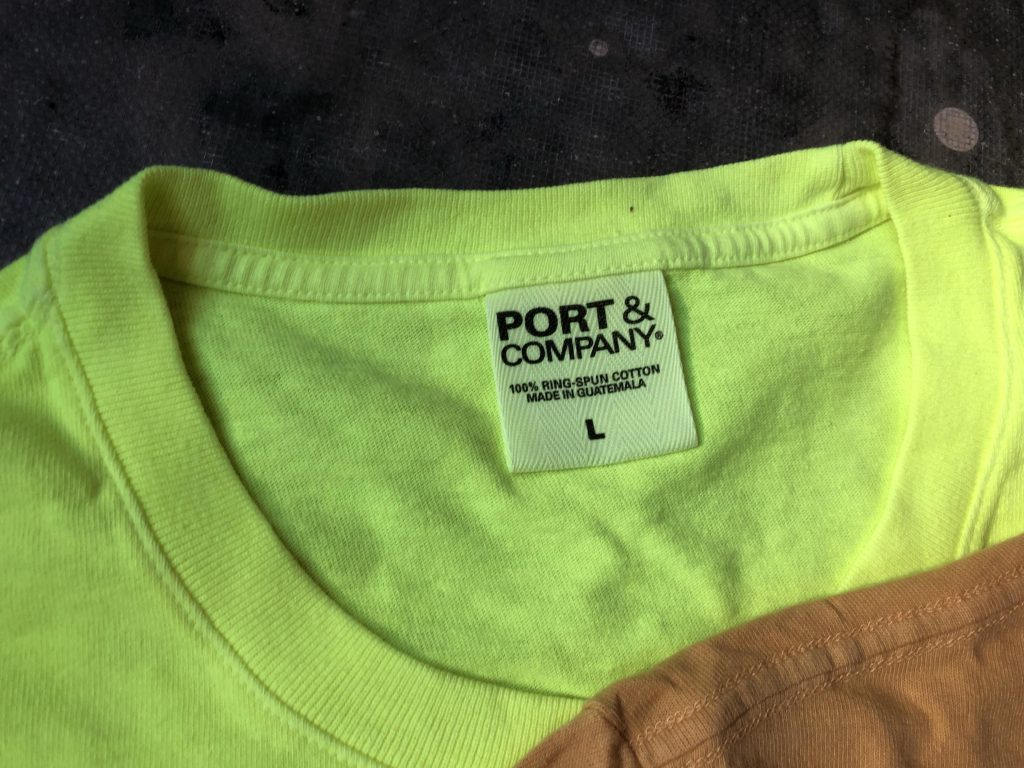 PORT &
COMPANY®
100% RING-SPUN COTTON
MADE IN GUATEMALA
L